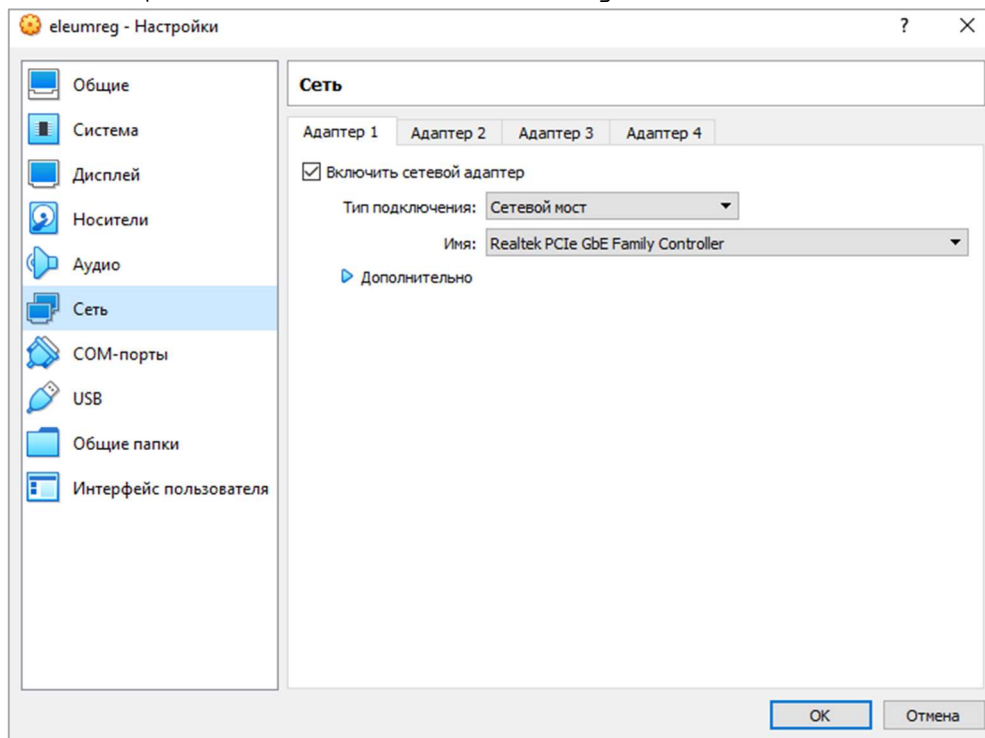 eleumreg - Настройки
?
Общие
Система
Дисплей
Носители
Аудио
Сеть
COM-порты
USB
Общие папки
Интерфейс пользователя
Сеть
Адаптер 1 Адаптер 2 Адаптер 3 Адаптер 4
Включить сетевой адаптер
Тип подключения: Сетевой мост
Имя: Realtek PCIe GbE Family Controller
Дополнительно
OK Отмена